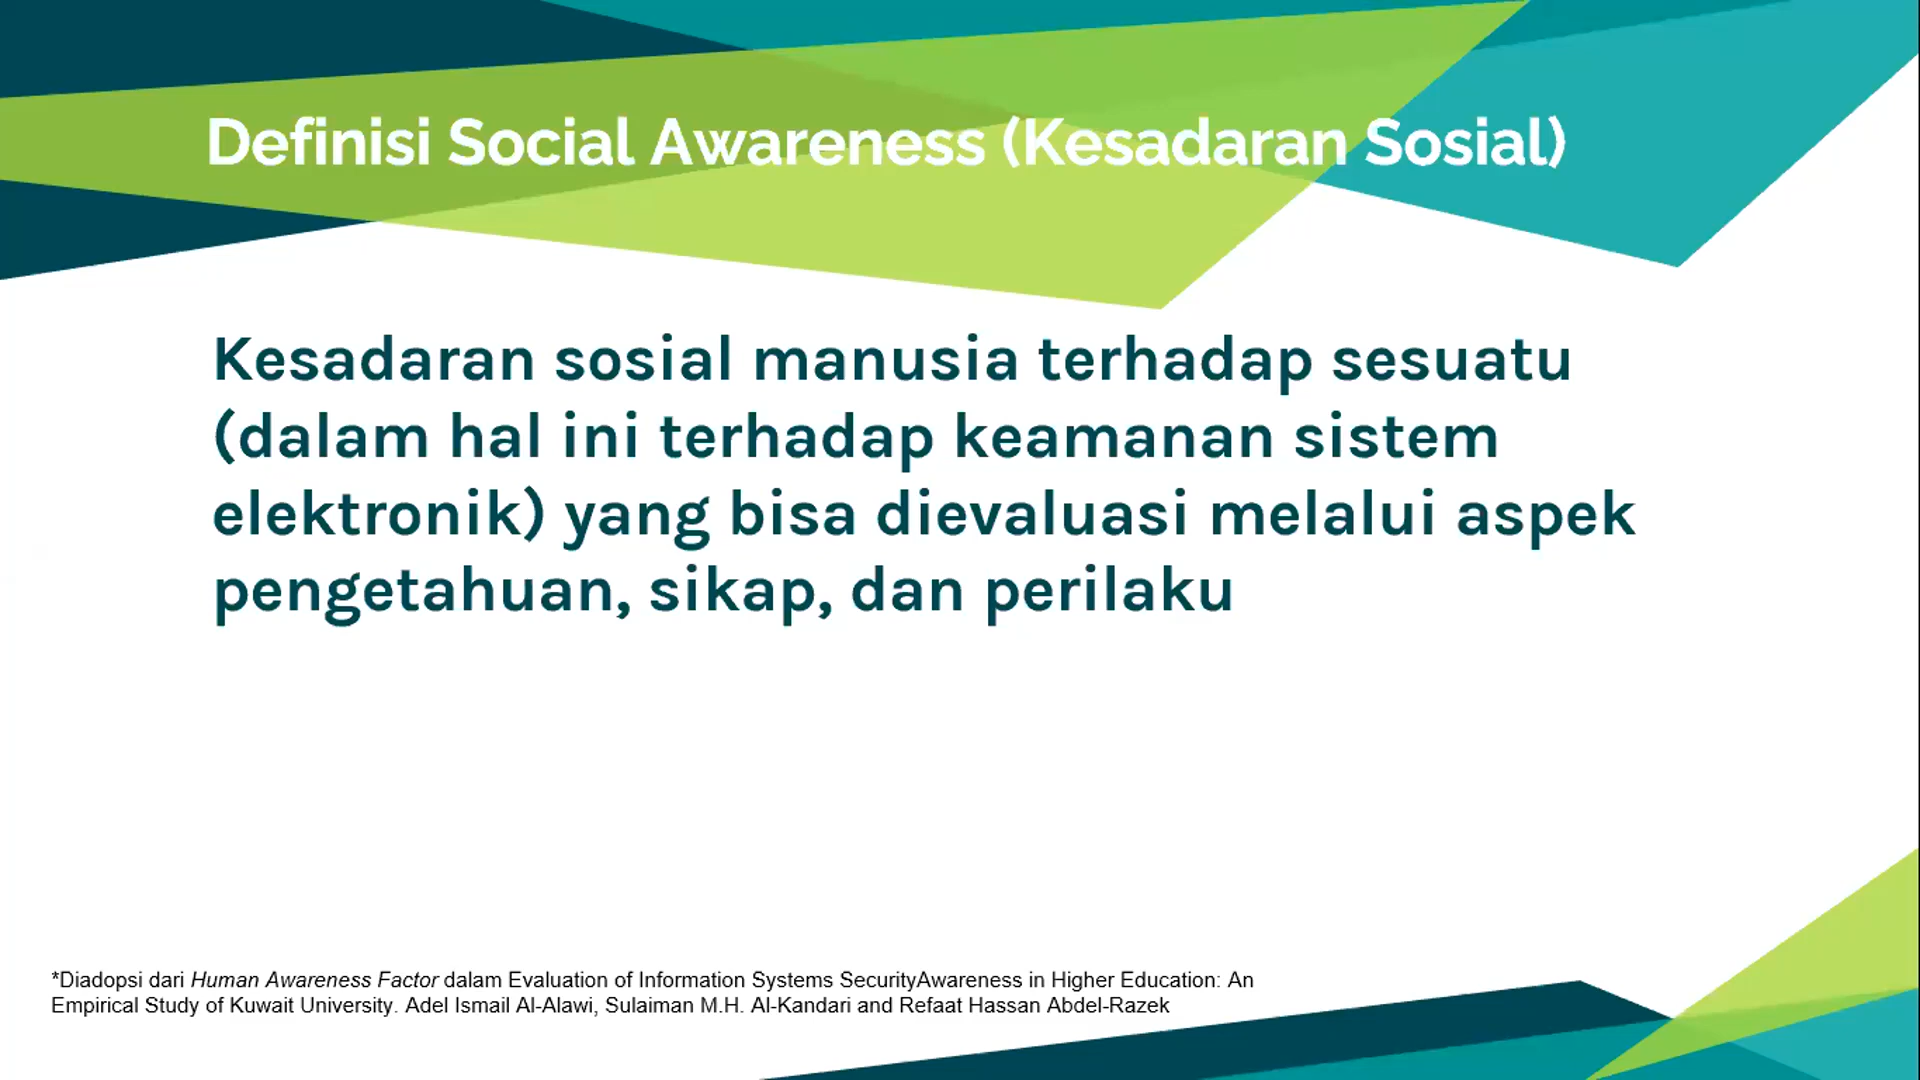 Definisi Social Awareness (Kesadaran Sosial)
Kesadaran sosial manusia terhadap sesuatu
(dalam hal ini terhadap keamanan sistem
elektronik) yang bisa dievaluasi melalui aspek
pengetahuan, sikap, dan perilaku
*Diadopsi dari Human Awareness Factor dalam Evaluation of Information Systems SecurityAwareness in Higher Education: An
Empirical Study of Kuwait University. Adel Ismail Al-Alawi, Sulaiman M.H. Al-Kandari and Refaat Hassan Abdel-Razek